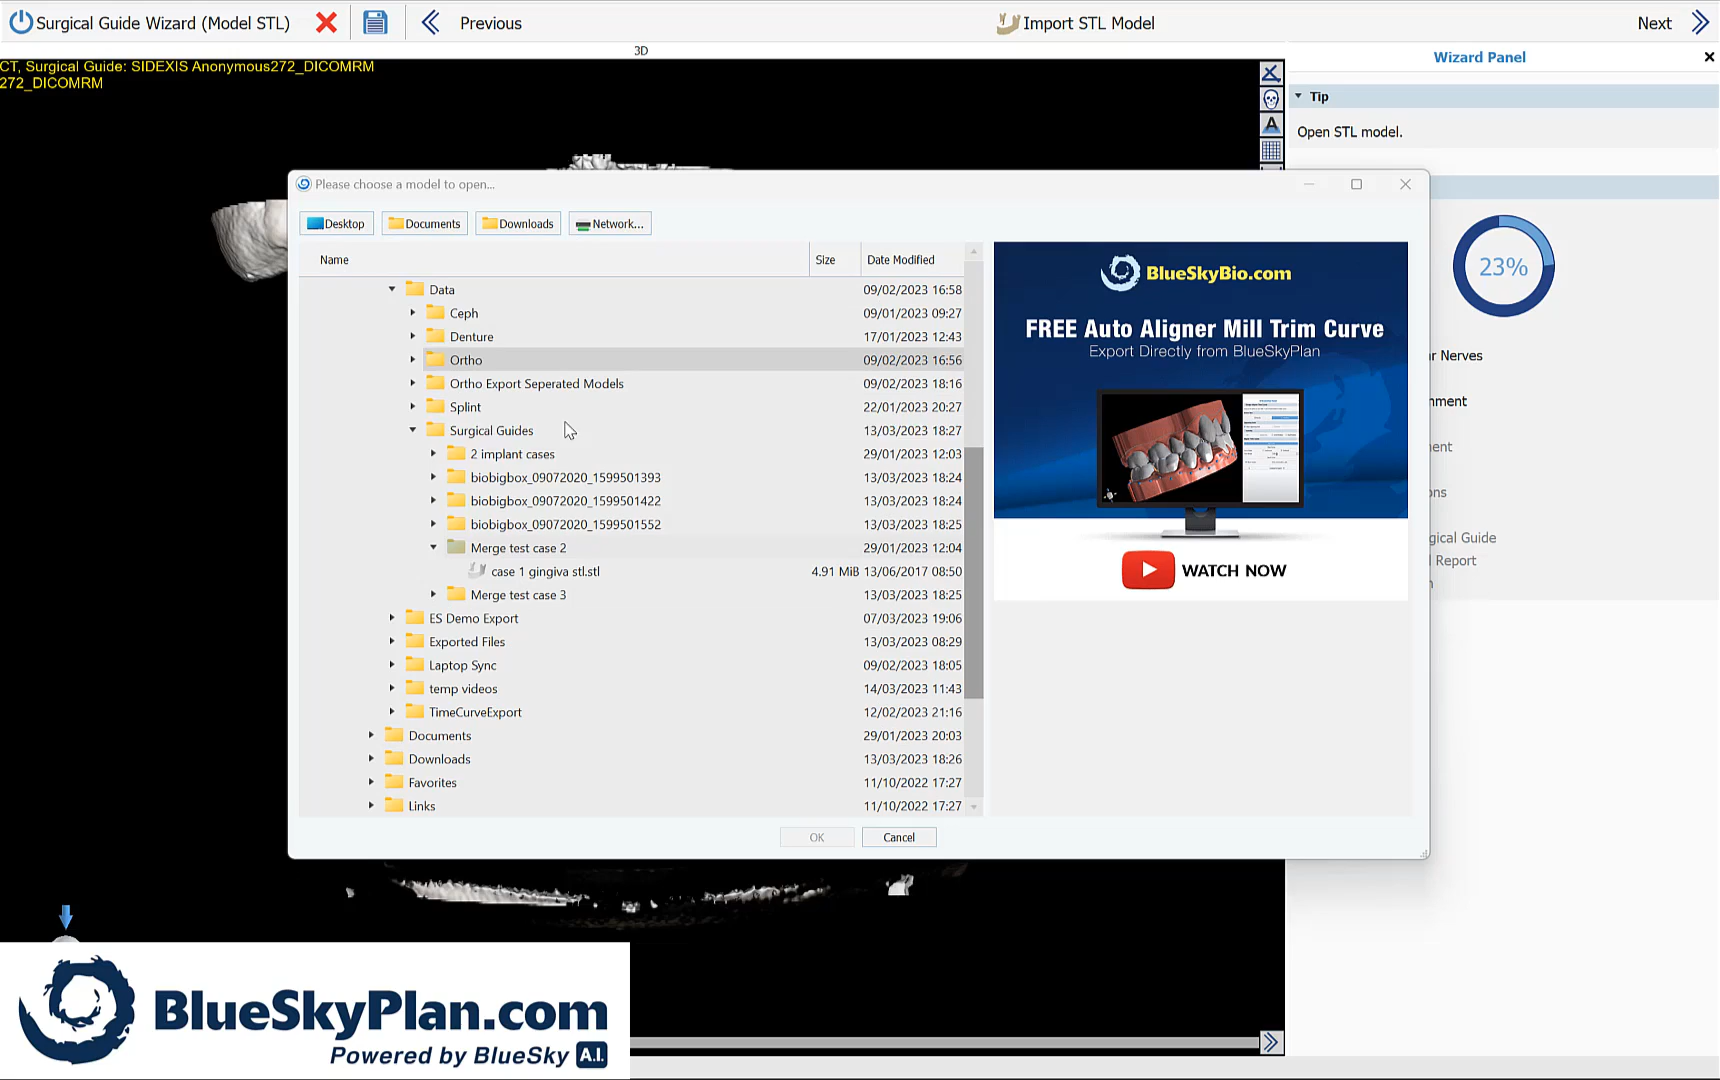 Surgical Guide Wizard (Model STL)
Previous
Import STL Model
Next
3D
Wizard Panel
CT, Surgical Guide: SIDEXIS Anonymous272_DICOMRM
272_DICOMRM
A
Tip
Open STL model.
Please choose a model to open...
Desktop
Documents
Downloads
Network...
Name
Size
Date Modified
Data 09/02/2023 16:58
Ceph 09/01/2023 09:27
Denture 17/01/2023 12:43
Ortho 09/02/2023 16:56
Ortho Export Seperated Models 09/02/2023 18:16
Splint 22/01/2023 20:27
Surgical Guides 13/03/2023 18:27
2 implant cases 29/01/2023 12:03
biobigbox_09072020_1599501393 13/03/2023 18:24
biobigbox_09072020_1599501422 13/03/2023 18:24
biobigbox_09072020_1599501552 13/03/2023 18:25
Merge test case 2 29/01/2023 12:04
case 1 gingiva stl.stl 4.91 MiB 13/06/2017 08:50
Merge test case 3 13/03/2023 18:25
ES Demo Export 07/03/2023 19:06
Exported Files 13/03/2023 08:29
Laptop Sync 09/02/2023 18:05
temp videos 14/03/2023 11:43
TimeCurveExport 12/02/2023 21:16
Documents 29/01/2023 20:03
Downloads 13/03/2023 18:26
Favorites 11/10/2022 17:27
Links 11/10/2022 17:27
OK
Cancel
BlueSkyBio.com
FREE Auto Aligner Mill Trim Curve
Export Directly from BlueSkyPlan
WATCH NOW
23%
r Nerves
nment
ent
ons
gical Guide
l Report
BlueSkyPlan.com
Powered by BlueSky A.I.